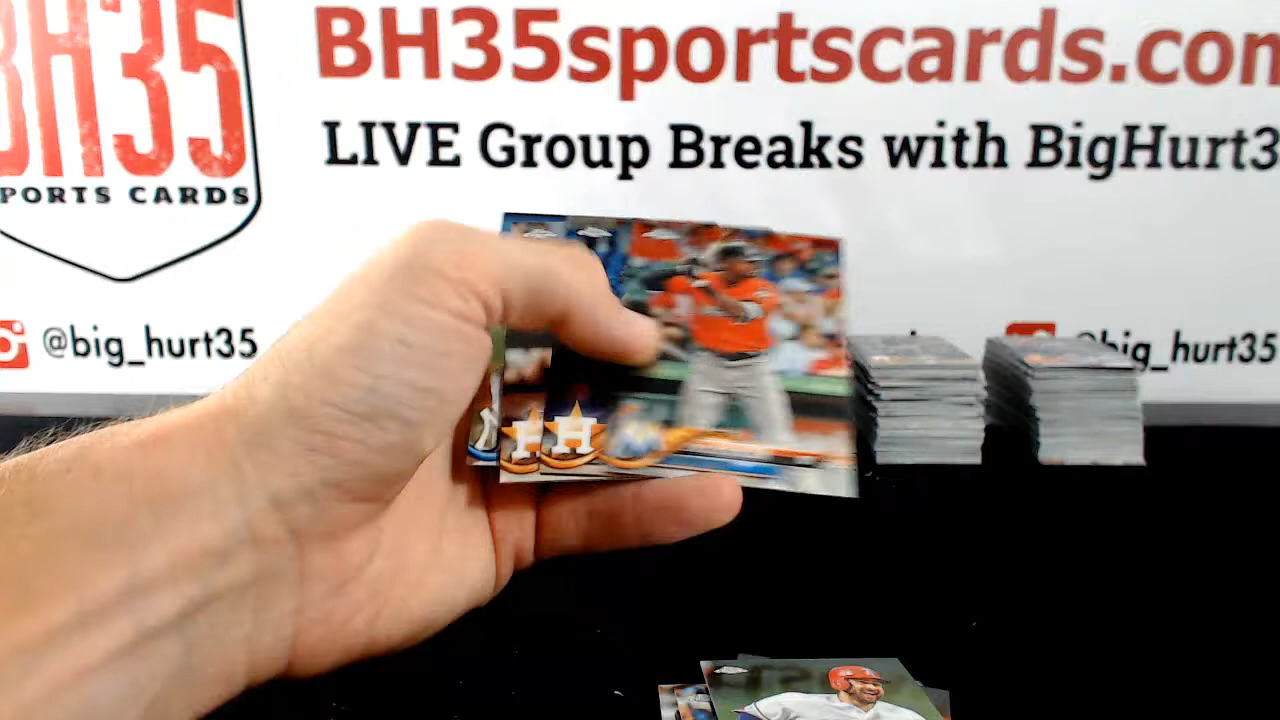 BH35
PORTS CARDS
BH35sportscards.con
LIVE Group Breaks with BigHurt3
@big_hurt35
big_hurt35
H